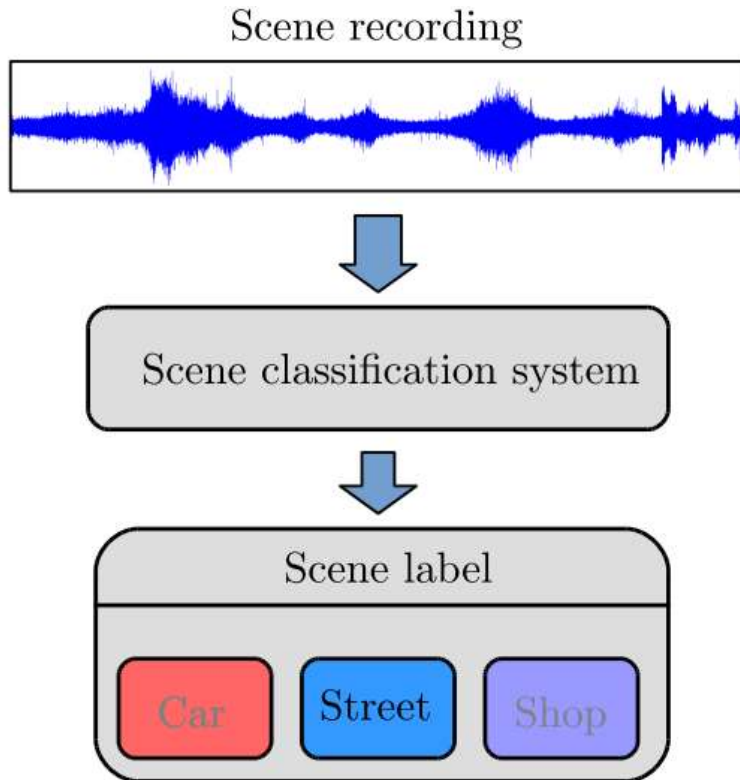 Scene recording
Scene classification system
Scene label
Car
Street
Shop